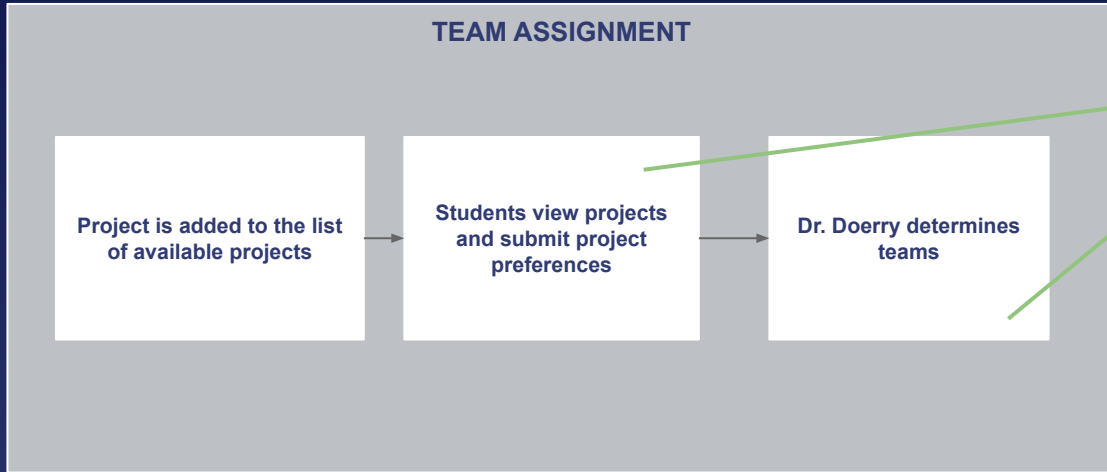 TEAM ASSIGNMENT
Project is added to the list
of available projects
Students view projects
and submit project
preferences
Dr. Doerry determines
teams